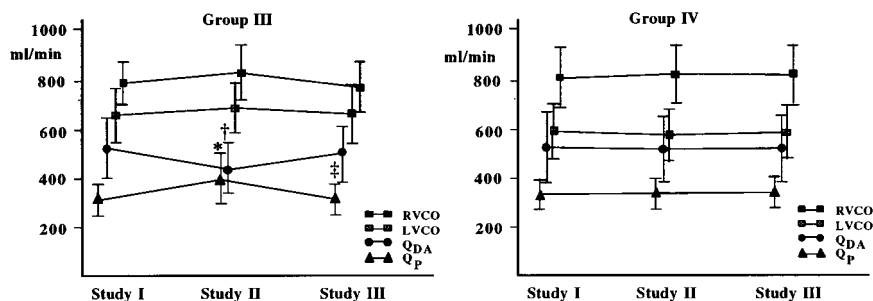 Group III
1000
ml/min
800
600
400
200
*
†
‡
RVCO
LVCO
QDA
QP
Study I Study II Study III
Group IV
1000
ml/min
800
600
400
200
RVCO
LVCO
QDA
QP
Study I Study II Study III